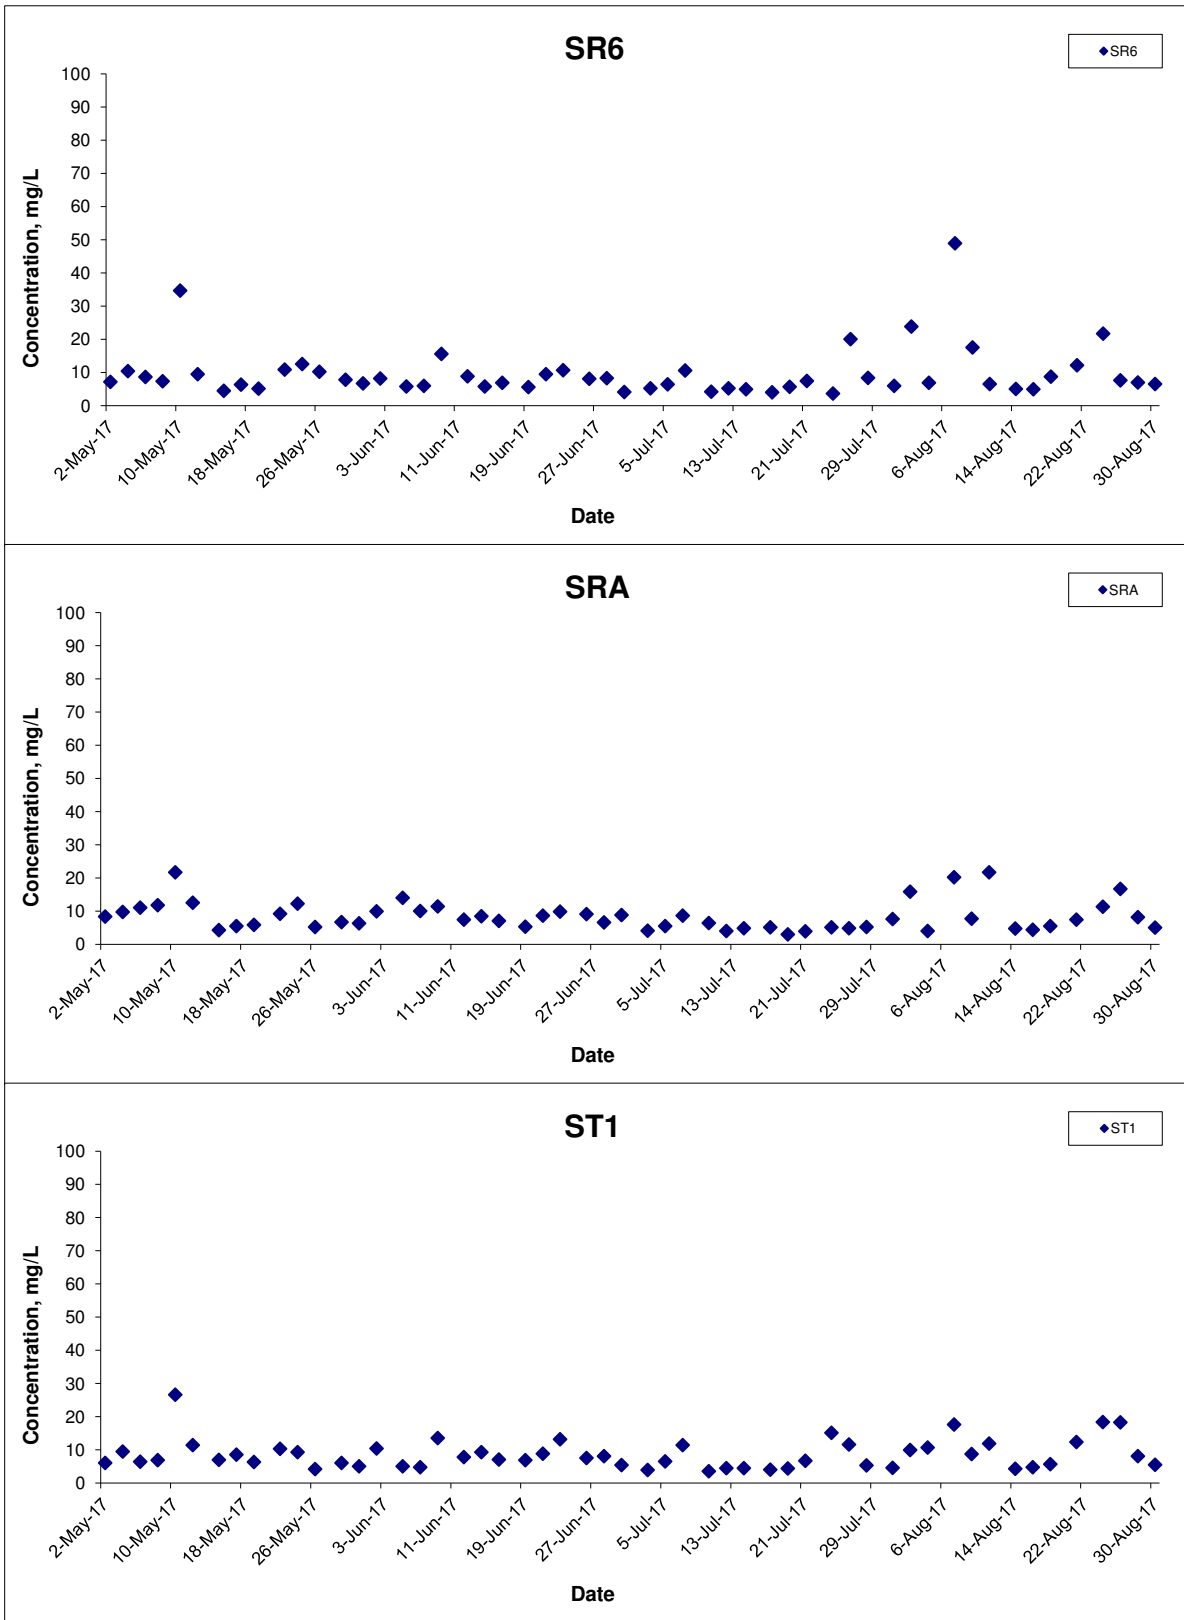 SR6
SR6
100
90
80
70
60
50
40
30
20
10
0
Concentration, mg/L
2-May-17
10-May-17
18-May-17
26-May-17
3-Jun-17
11-Jun-17
19-Jun-17
27-Jun-17
5-Jul-17
13-Jul-17
21-Jul-17
29-Jul-17
6-Aug-17
14-Aug-17
22-Aug-17
30-Aug-17
Date
SRA
SRA
100
90
80
70
60
50
40
30
20
10
0
Concentration, mg/L
2-May-17
10-May-17
18-May-17
26-May-17
3-Jun-17
11-Jun-17
19-Jun-17
27-Jun-17
5-Jul-17
13-Jul-17
21-Jul-17
29-Jul-17
6-Aug-17
14-Aug-17
22-Aug-17
30-Aug-17
Date
ST1
ST1
100
90
80
70
60
50
40
30
20
10
0
Concentration, mg/L
2-May-17
10-May-17
18-May-17
26-May-17
3-Jun-17
11-Jun-17
19-Jun-17
27-Jun-17
5-Jul-17
13-Jul-17
21-Jul-17
29-Jul-17
6-Aug-17
14-Aug-17
22-Aug-17
30-Aug-17
Date